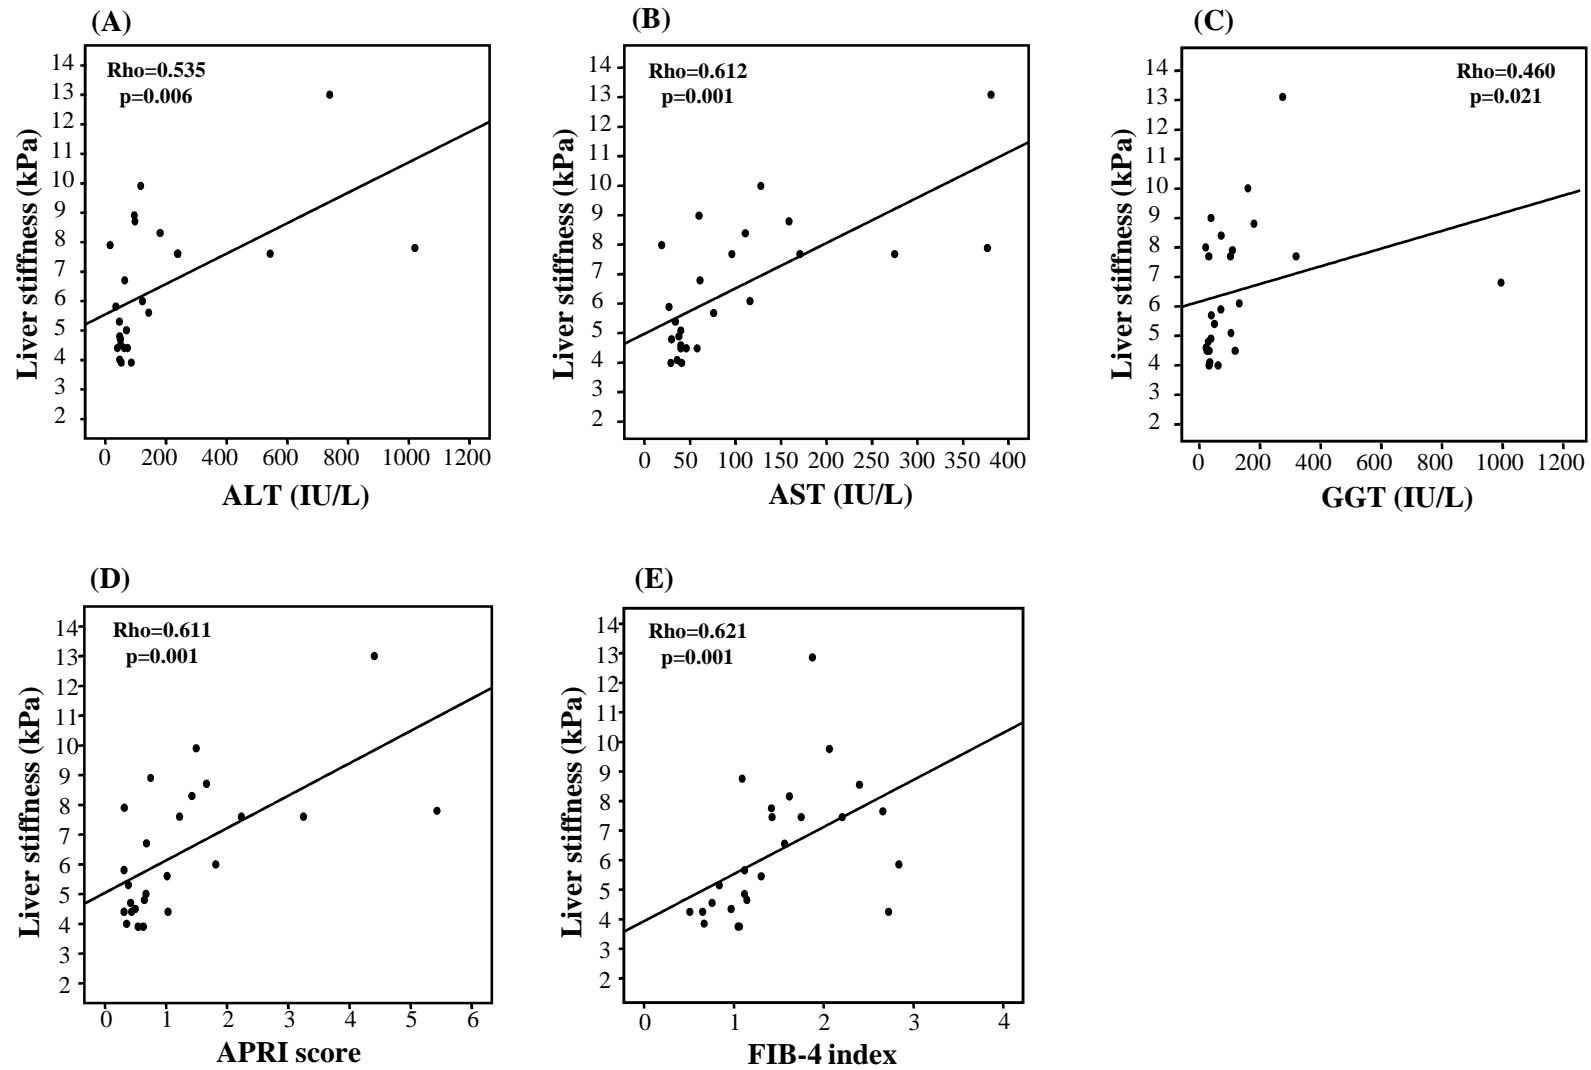 (A)
Rho=0.535
p=0.006
Liver stiffness (kPa)
14
13
12
11
10
9
8
7
6
5
4
3
2
0 200 400 600 800 1000 1200
ALT (IU/L)
(B)
Rho=0.612
p=0.001
Liver stiffness (kPa)
14
13
12
11
10
9
8
7
6
5
4
3
2
0 50 100 150 200 250 300 350 400
AST (IU/L)
(C)
Rho=0.460
p=0.021
Liver stiffness (kPa)
14
13
12
11
10
9
8
7
6
5
4
3
2
0 200 400 600 800 1000 1200
GGT (IU/L)
(D)
Rho=0.611
p=0.001
Liver stiffness (kPa)
14
13
12
11
10
9
8
7
6
5
4
3
2
0 1 2 3 4 5 6
APRI score
(E)
Rho=0.621
p=0.001
Liver stiffness (kPa)
14
13
12
11
10
9
8
7
6
5
4
3
2
0 1 2 3 4
FIB-4 index